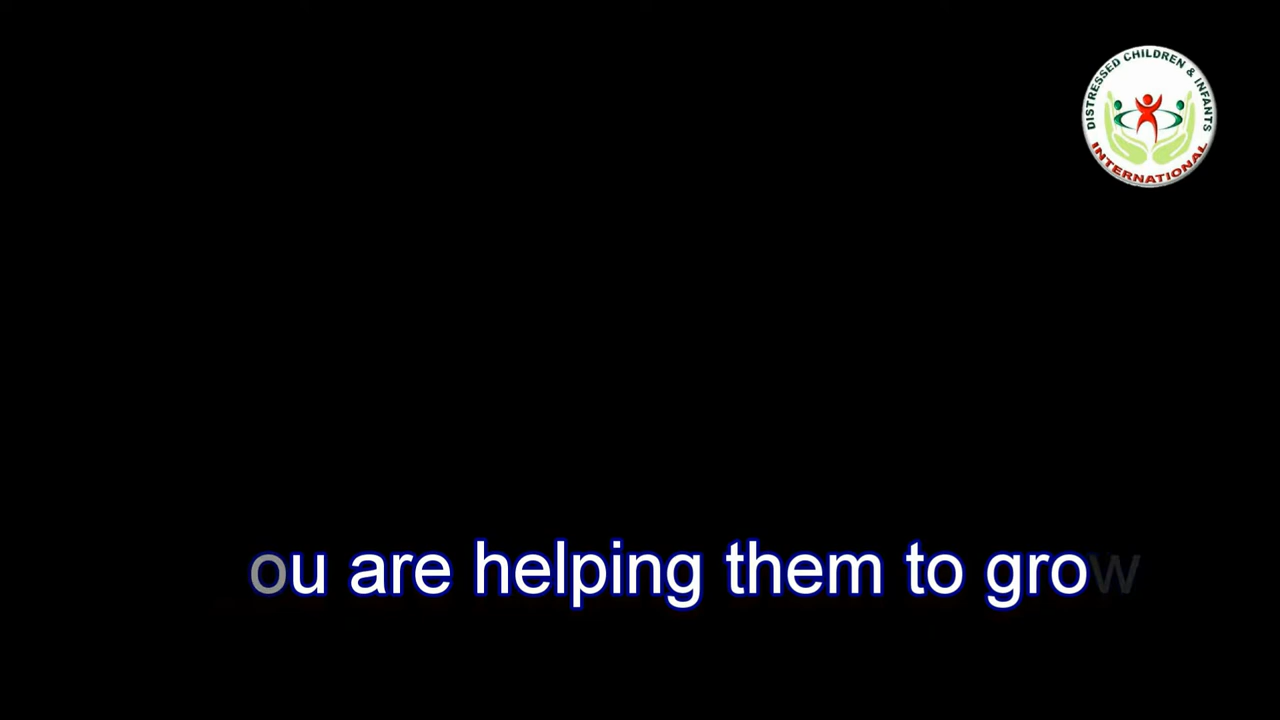 DISTRESSED CHILDREN & INFANTS
INTERNATIONAL
ou are helping them to grow